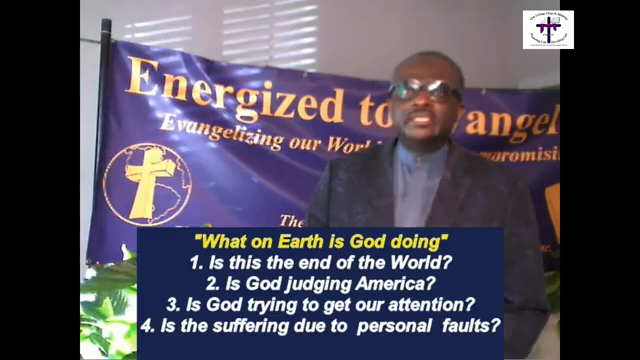 Energized to Evangel
Evangelizing our Worl
The
"What on Earth is God doing"
1. Is this the end of the World?
2. Is God judging America?
3. Is God trying to get our attention?
4. Is the suffering due to personal faults?